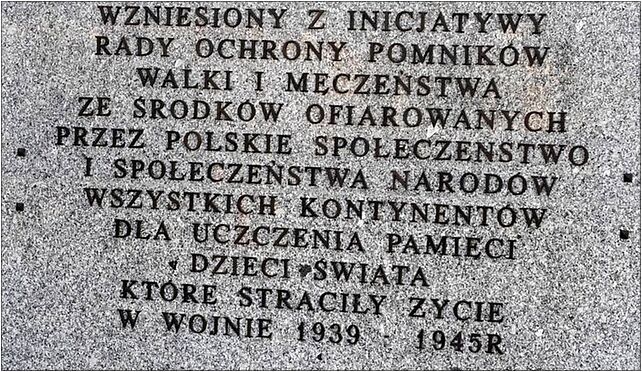 WZNIESIONY Z INICJATYWY
RADY OCHRONY POMNIKÓW
WALKI I MĘCZEŃSTWA
ZE ŚRODKÓW OFIAROWANYCH
PRZEZ POLSKIE SPOŁECZEŃSTWO
I SPOŁECZEŃSTWA NARODÓW
WSZYSTKICH KONTYNENTÓW
DLA UCZCZENIA PAMIĘCI
DZIECI ŚWIATA
KTÓRE STRACIŁY ŻYCIE
W WOJNIE 1939 - 1945R